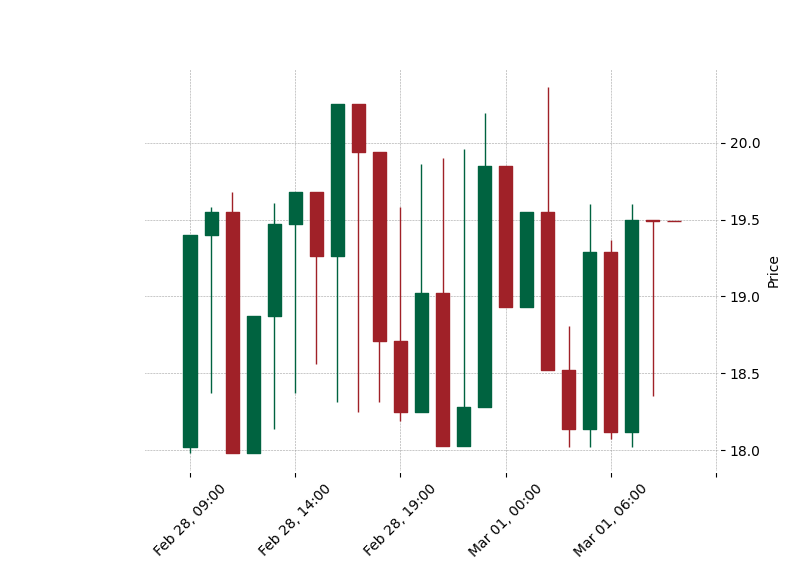 20.0
19.5
19.0
18.5
18.0
Price
Feb 28, 09:00
Feb 28, 14:00
Feb 28, 19:00
Mar 01, 00:00
Mar 01, 06:00